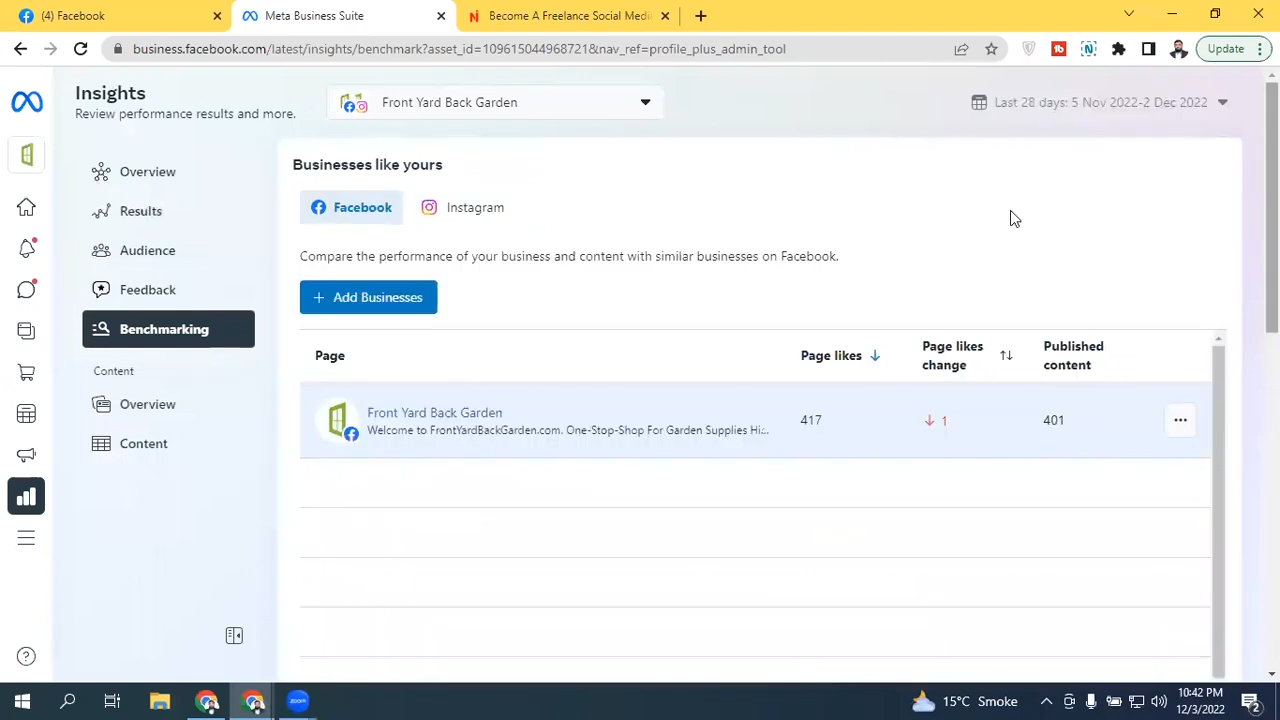 (4) Facebook
Meta Business Suite
Become A Freelance Social Medi
business.facebook.com/latest/insights/benchmark?asset_id=109615044968721&nav_ref=profile_plus_admin_tool
Update
Insights
Review performance results and more.
Front Yard Back Garden
Last 28 days: 5 Nov 2022-2 Dec 2022
Overview
Results
Audience
Feedback
Benchmarking
Content
Overview
Content
Businesses like yours
Facebook
Instagram
Compare the performance of your business and content with similar businesses on Facebook.
+ Add Businesses
Page
Page likes
Page likes
change
Published
content
Front Yard Back Garden
Welcome to FrontYardBackGarden.com. One-Stop-Shop For Garden Supplies Hi:..
417
1
401
zoom
15°C Smoke
10:42 PM
12/3/2022
2